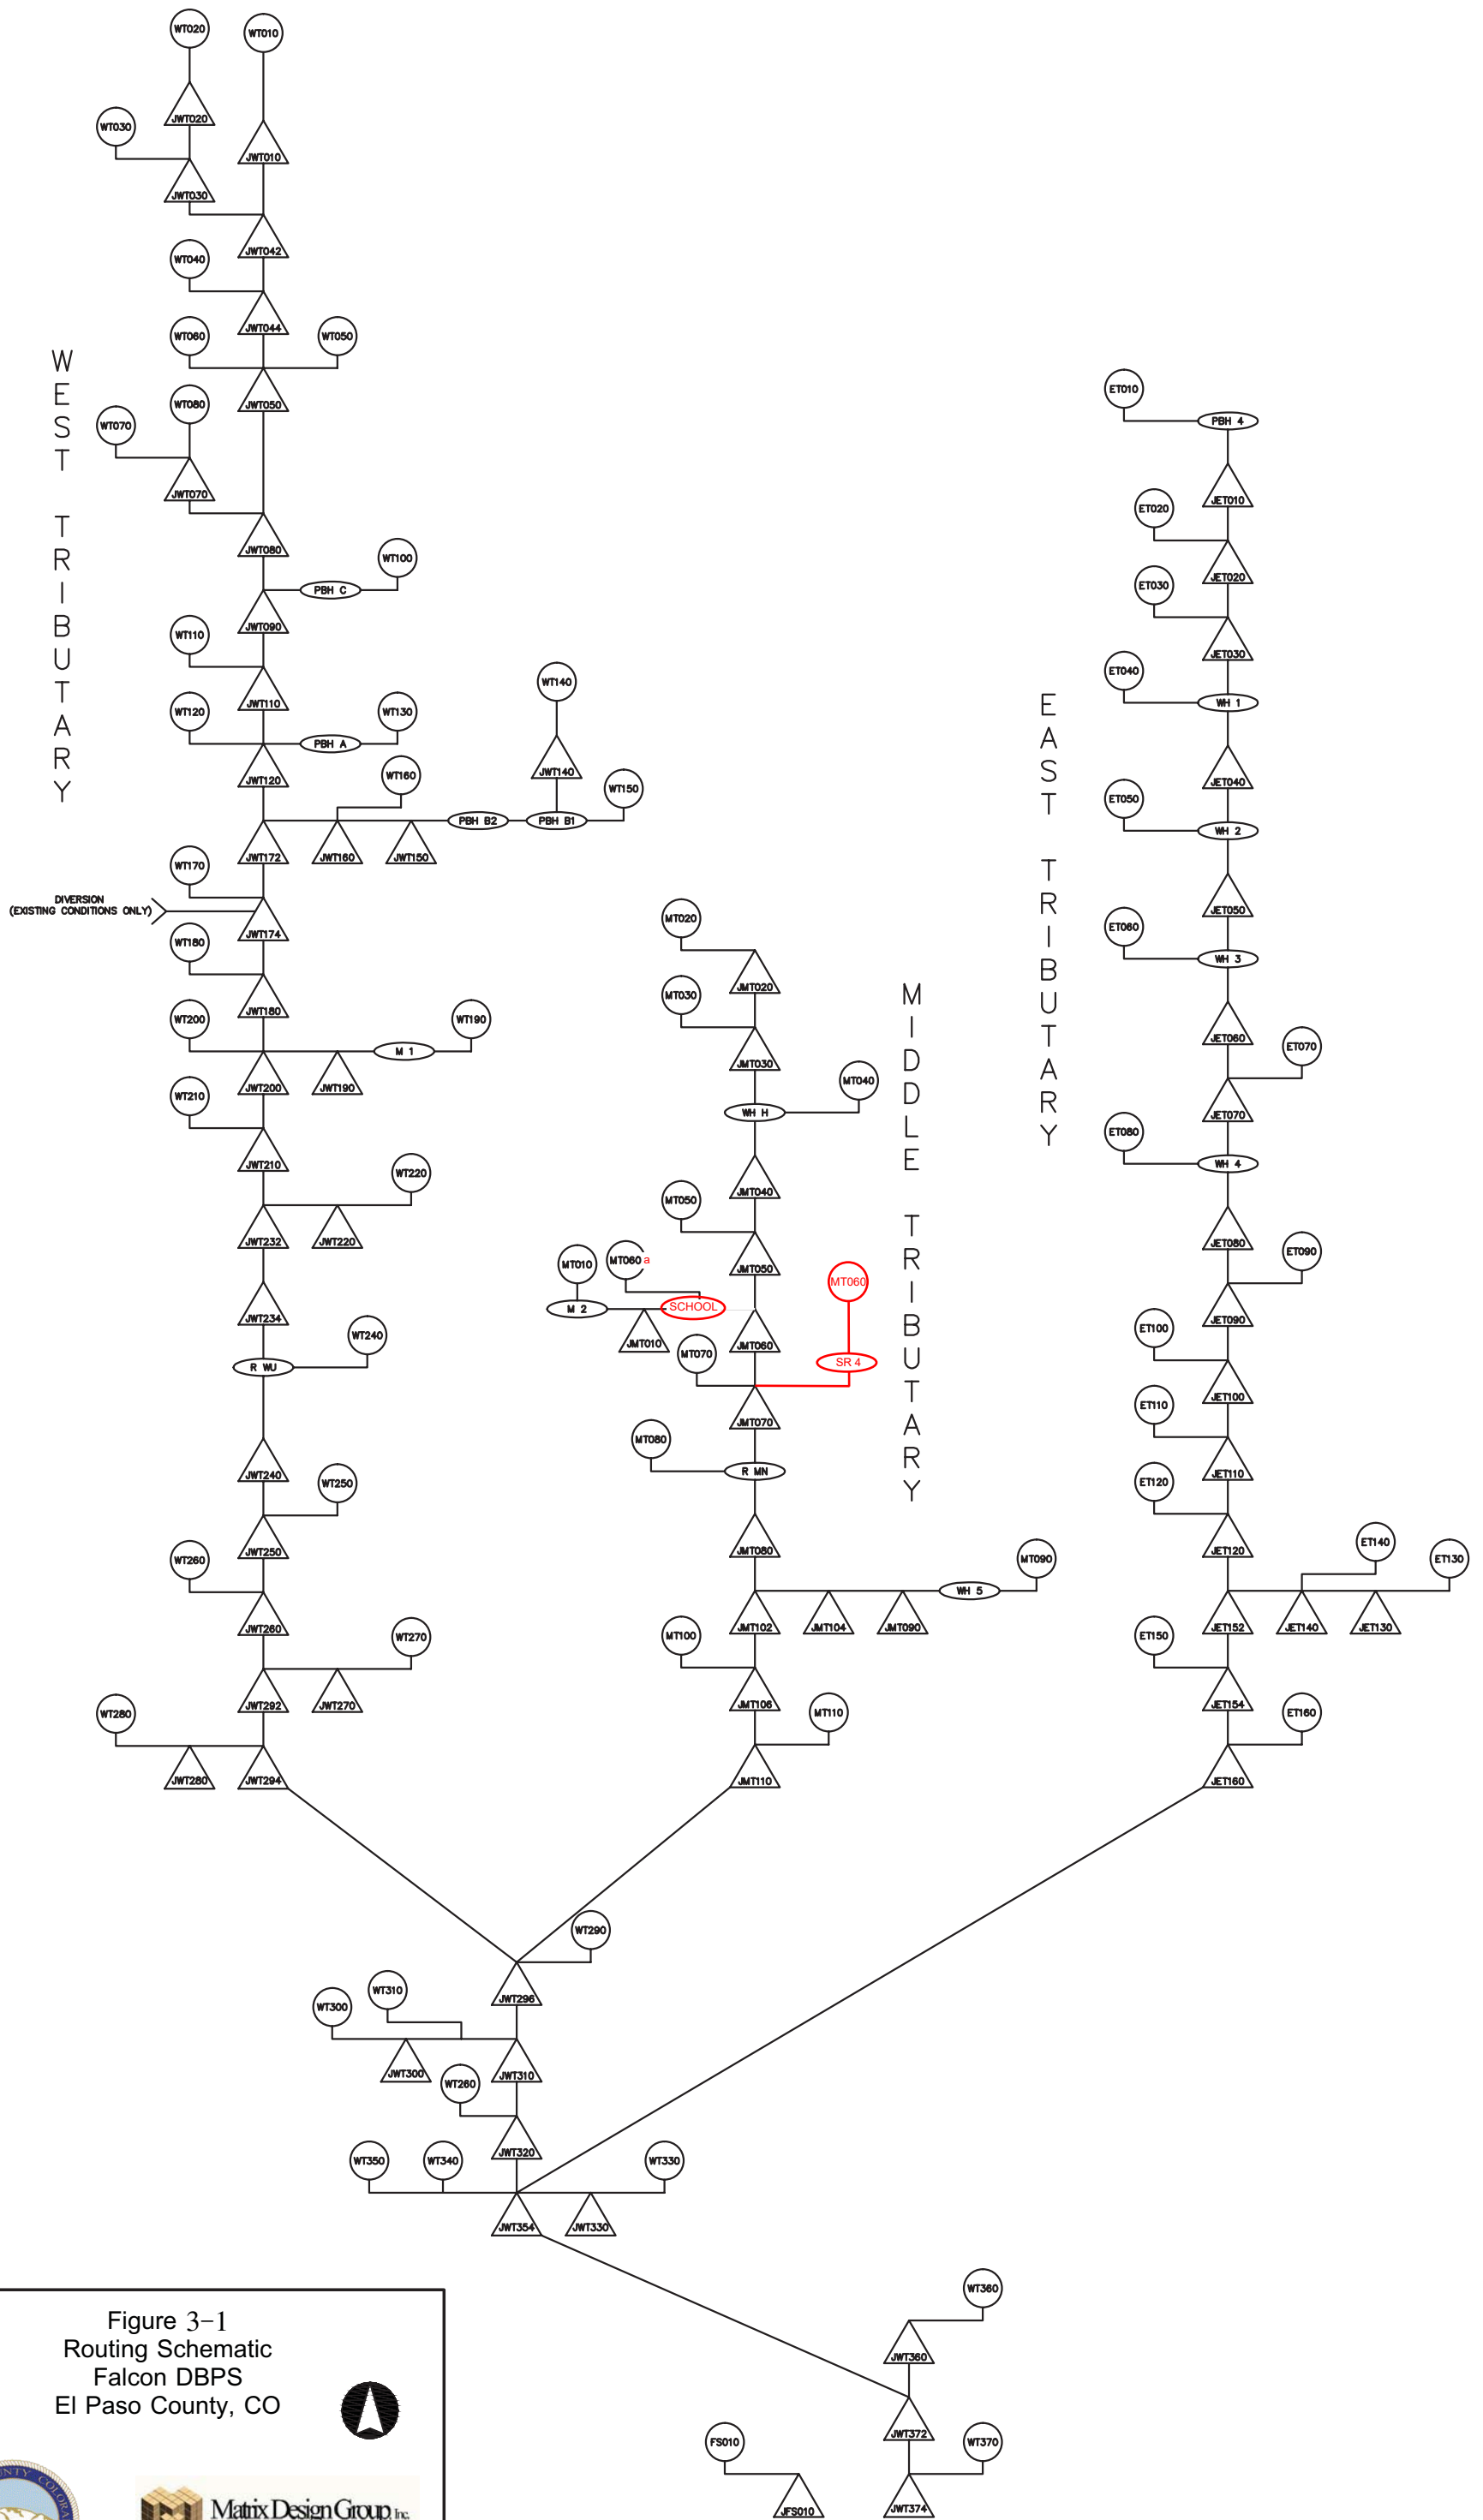 WT020
WT010
WT030
JWT020
JWT010
JWT030
JWT042
WT040
JWT044
WT060
WT050
JWT050
WT080
WT070
JWT070
JWT080
WT100
PBH C
JWT090
WT110
JWT110
WT120
WT130
PBH A
JWT120
WT140
JWT140
WT160
WT150
PBH B2
PBH B1
JWT172
JWT160
JWT150
WT170
DIVERSION
(EXISTING CONDITIONS ONLY)
JWT174
WT180
JWT180
WT200
WT190
M 1
JWT200
JWT190
WT210
JWT210
WT220
JWT232
JWT220
JWT234
WT240
R WU
JWT240
WT250
JWT250
WT260
JWT260
WT270
JWT292
JWT270
WT280
JWT280
JWT294
WEST TRIBUTARY
MT020
JMT020
MT030
JMT030
MT040
WH H
JMT040
MT050
JMT050
MT010
MT060 a
MT060
M 2
SCHOOL
JMT010
JMT060
MT070
SR 4
JMT070
MT080
R MN
JMT080
MT090
WH 5
JMT102
JMT104
JMT090
MT100
JMT106
MT110
JMT110
MIDDLE TRIBUTARY
ET010
PBH 4
JET010
ET020
JET020
ET030
JET030
ET040
WH 1
JET040
ET050
WH 2
JET050
ET060
WH 3
JET060
ET070
JET070
ET080
WH 4
JET080
ET090
JET090
ET100
JET100
ET110
JET110
ET120
JET120
ET140
ET130
JET152
JET140
JET130
ET150
JET154
ET160
JET160
EAST TRIBUTARY
WT290
JWT296
WT310
WT300
JWT300
JWT310
WT260
JWT320
WT350
WT340
WT330
JWT354
JWT330
WT360
JWT360
JWT372
FS010
WT370
JFS010
JWT374
Figure 3-1
Routing Schematic
Falcon DBPS
El Paso County, CO
Matrix Design Group, Inc.